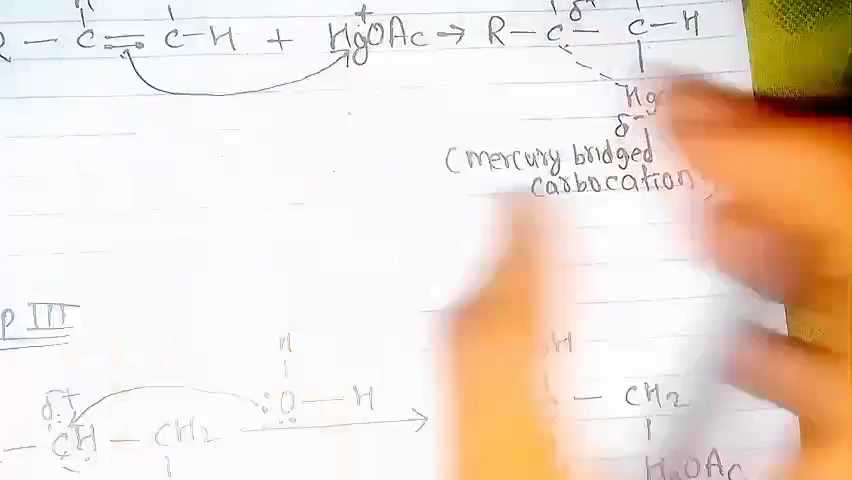 R — C = C – H + HgOAc → R – C – C – H
+
δ+
Hg
δ–
(mercury bridged
carbocation)
p III
H H
δ+ :O — H — CH2
— CH — CH2 →
HgOAc